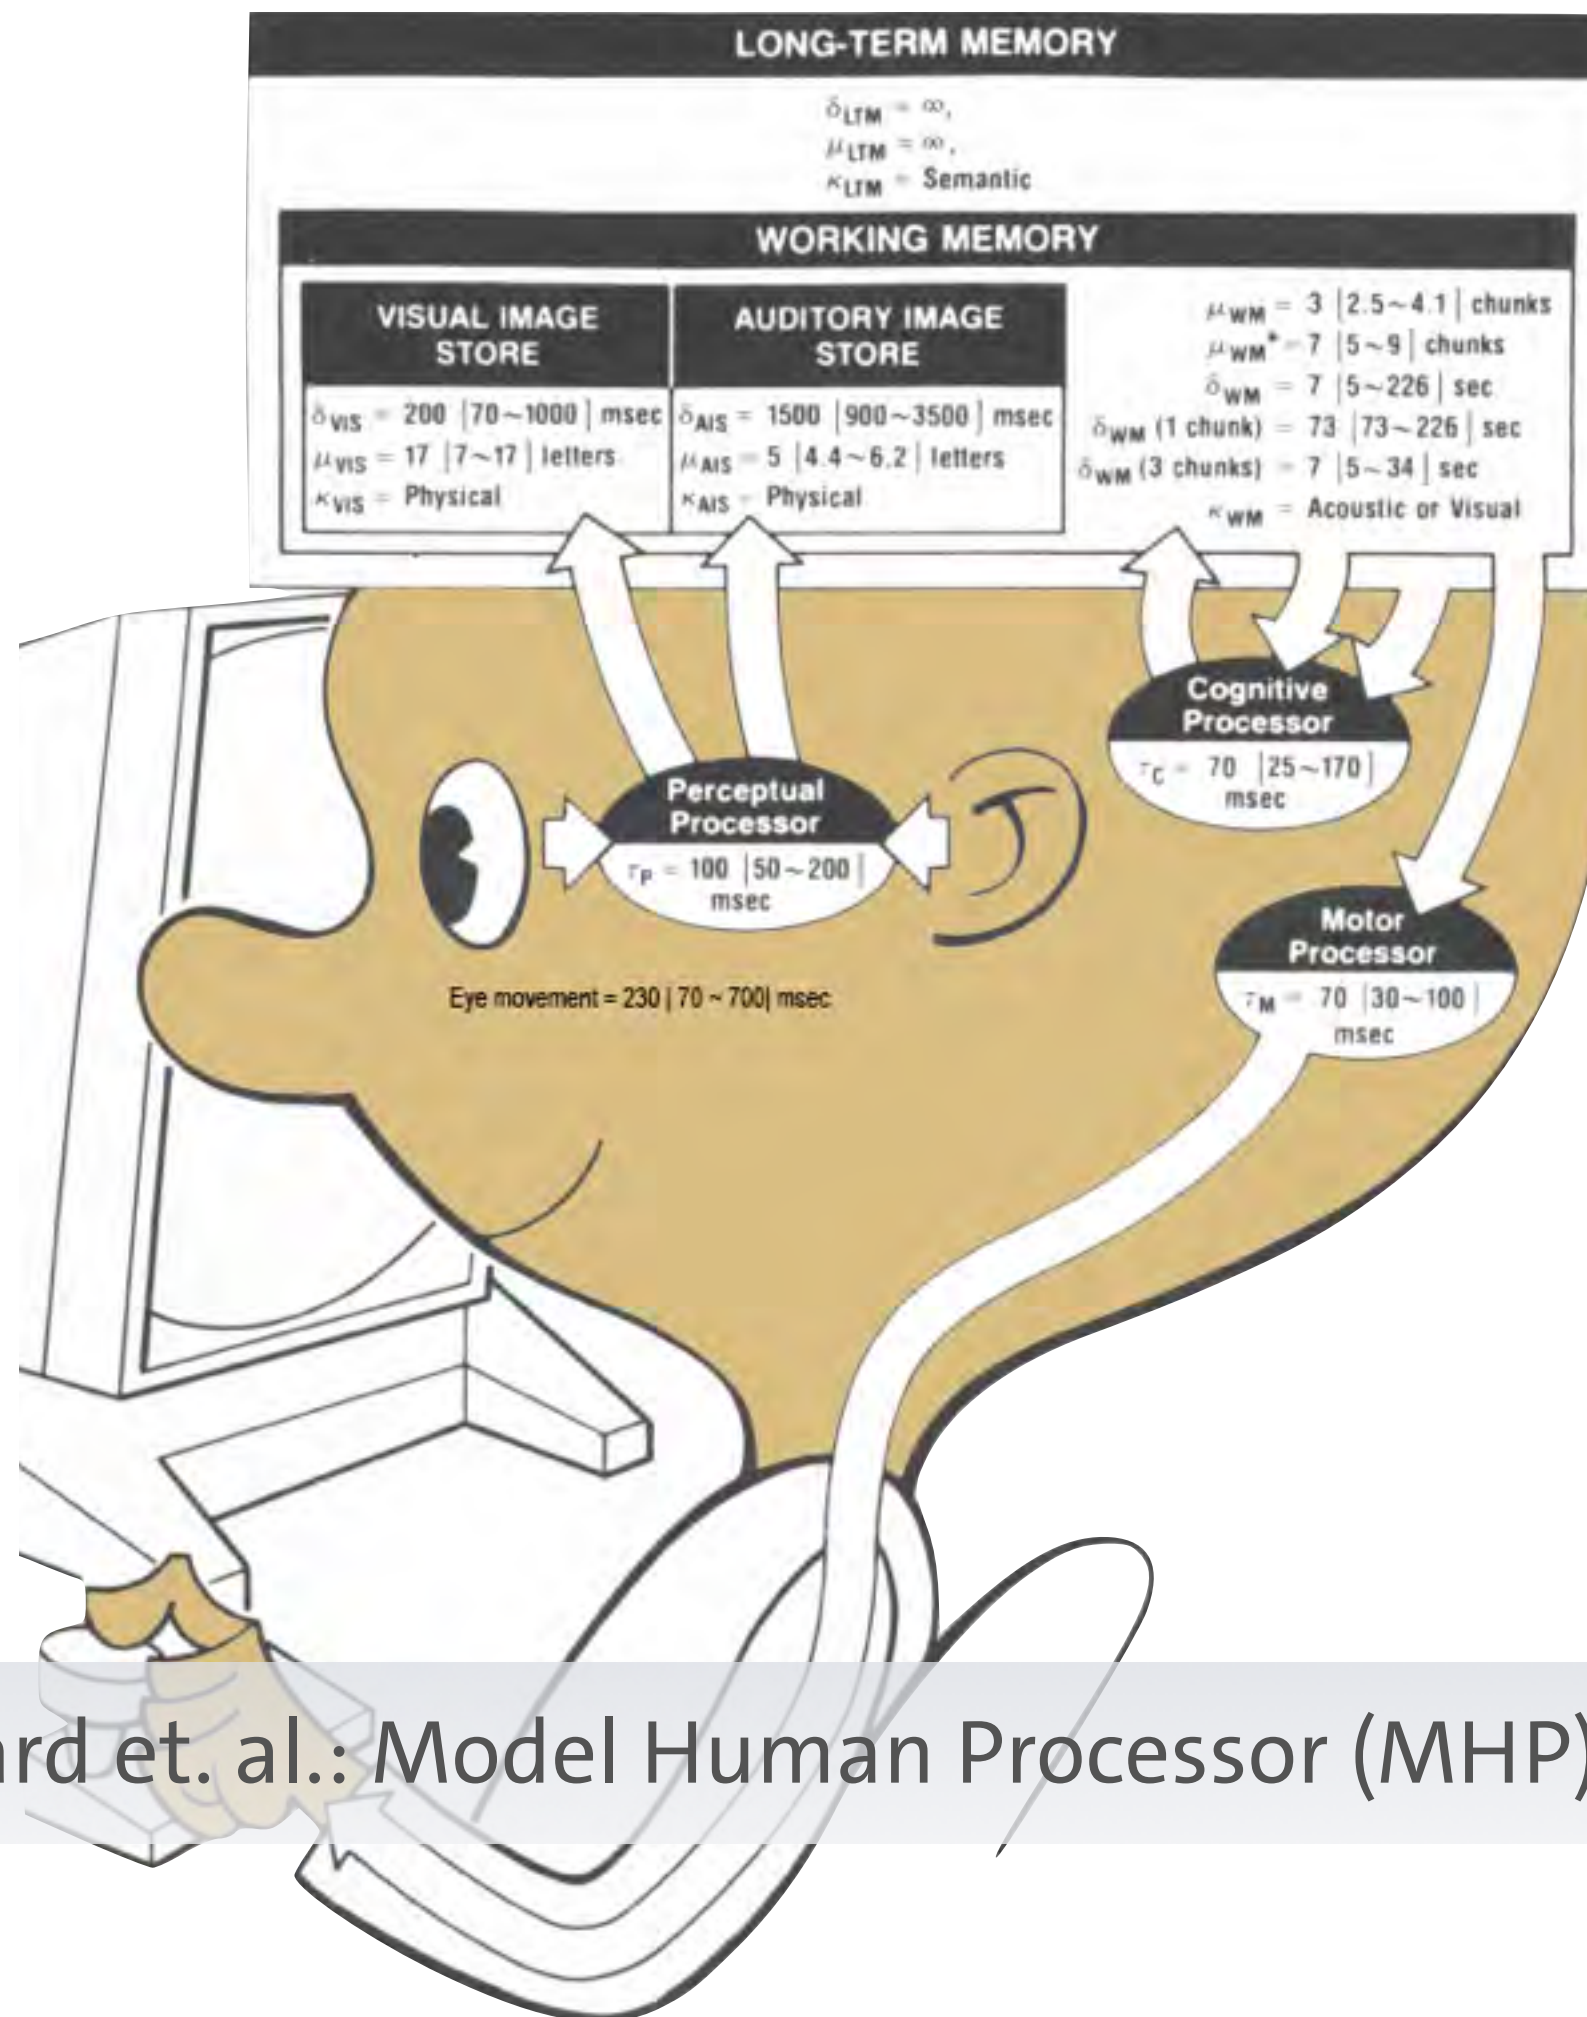 LONG-TERM MEMORY
δLTM = ∞,
μLTM = ∞,
κLTM = Semantic
WORKING MEMORY
VISUAL IMAGE
STORE
δVIS = 200 [70~1000] msec
μVIS = 17 [7~17] letters
κVIS = Physical
AUDITORY IMAGE
STORE
δAIS = 1500 [900~3500] msec
μAIS = 5 [4.4~6.2] letters
κAIS = Physical
μWM = 3 [2.5~4.1] chunks
μWM* = 7 [5~9] chunks
δWM = 7 [5~226] sec
δWM (1 chunk) = 73 [73~226] sec
δWM (3 chunks) = 7 [5~34] sec
κWM = Acoustic or Visual
Cognitive
Processor
τC = 70 [25~170]
msec
Perceptual
Processor
τP = 100 [50~200]
msec
Motor
Processor
τM = 70 [30~100]
msec
Eye movement = 230 [70 ~ 700] msec
ard et. al.: Model Human Processor (MHP)